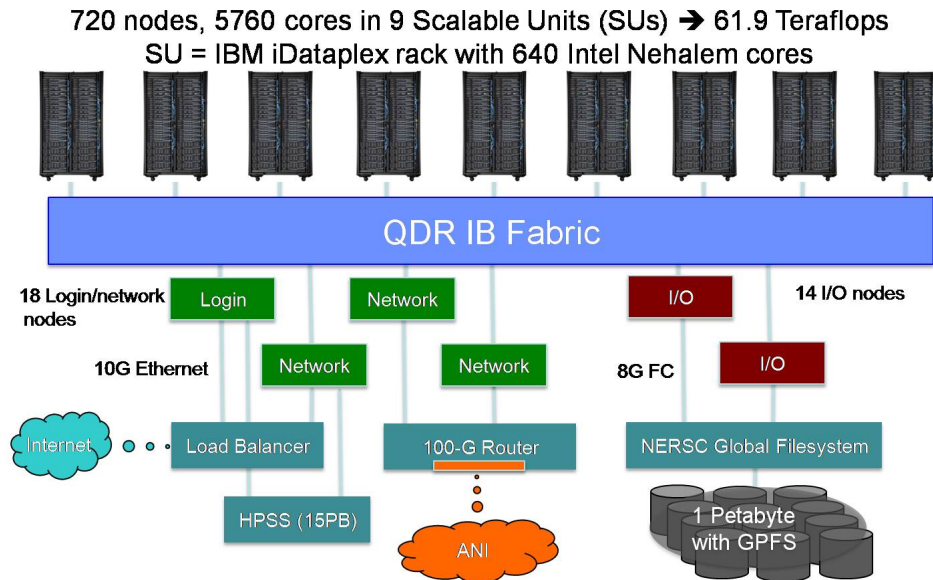 720 nodes, 5760 cores in 9 Scalable Units (SUs) ➔ 61.9 Teraflops
SU = IBM iDataplex rack with 640 Intel Nehalem cores
QDR IB Fabric
18 Login/network
nodes
Login
Network
I/O
14 I/O nodes
10G Ethernet
Network
Network
8G FC
I/O
Internet
Load Balancer
100-G Router
NERSC Global Filesystem
HPSS (15PB)
ANI
1 Petabyte
with GPFS